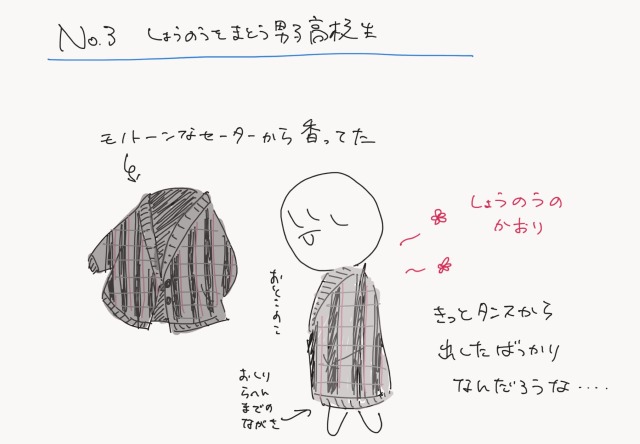 No.3 しょうのうをまとう男子高校生
モノトーンなセーターから香ってた
しょうのうの
かおり
おとこのこ
きっとタンスから
出したばっかり
なんだろうな‥‥
おしり
らへん
までの
ながさ